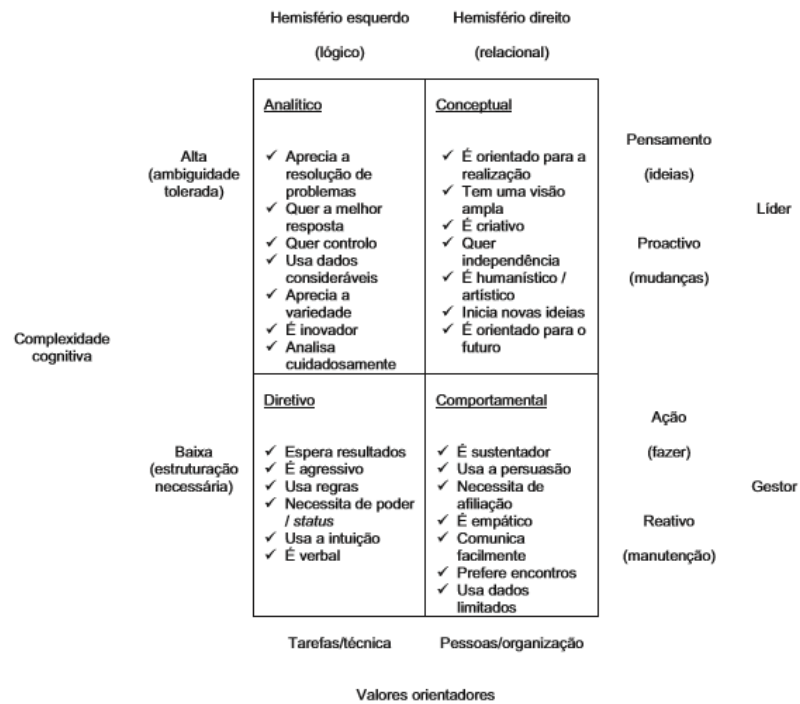 Hemisfério esquerdo
(lógico)
Hemisfério direito
(relacional)
Complexidade
cognitiva
Alta
(ambiguidade
tolerada)
Analítico
✓ Aprecia a
resolução de
problemas
✓ Quer a melhor
resposta
✓ Quer controlo
✓ Usa dados
consideráveis
✓ Aprecia a
variedade
✓ É inovador
✓ Analisa
cuidadosamente
Conceptual
✓ É orientado para a
realização
✓ Tem uma visão
ampla
✓ É criativo
✓ Quer
independência
✓ É humanístico /
artístico
✓ Inicia novas ideias
✓ É orientado para o
futuro
Pensamento
(ideias)
Proactivo
(mudanças)
Líder
Baixa
(estruturação
necessária)
Diretivo
✓ Espera resultados
✓ É agressivo
✓ Usa regras
✓ Necessita de poder
/ status
✓ Usa a intuição
✓ É verbal
Comportamental
✓ É sustentador
✓ Usa a persuasão
✓ Necessita de
afiliação
✓ É empático
✓ Comunica
facilmente
✓ Prefere encontros
✓ Usa dados
limitados
Ação
(fazer)
Reativo
(manutenção)
Gestor
Tarefas/técnica
Pessoas/organização
Valores orientadores